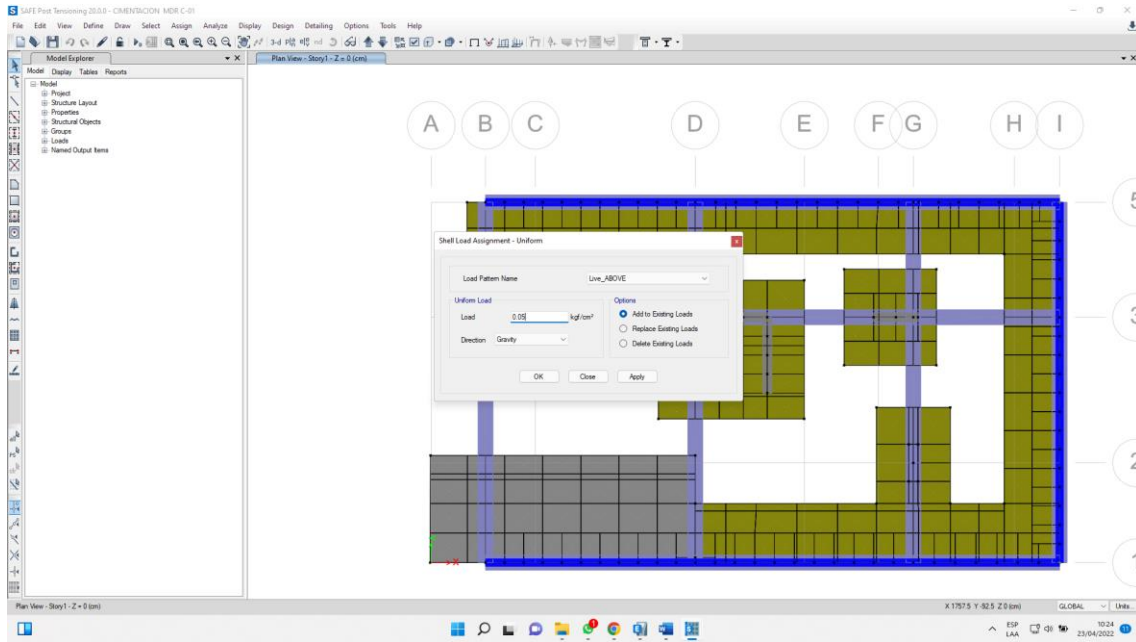 SAFE Post Tensioning 20.0.0 - CIMENTACION MDR C-01
File Edit View Define Draw Select Assign Analyze Display Design Detailing Options Tools Help
Model Explorer
Plan View - Story1 - Z = 0 (cm)
Model Display Tables Reports
Model
Project
Structure Layout
Properties
Structural Objects
Groups
Loads
Named Output Items
A B C D E F G H I
5
3
2
1
Shell Load Assignment - Uniform
Load Pattern Name Live_ABOVE
Uniform Load
Load 0.05 kgf/cm²
Direction Gravity
Options
Add to Existing Loads
Replace Existing Loads
Delete Existing Loads
OK Close Apply
X
Plan View - Story1 - Z = 0 (cm)
X 1757.5 Y -92.5 Z 0 (cm)
GLOBAL
Units...
ESP
LAA
10:24
23/04/2022